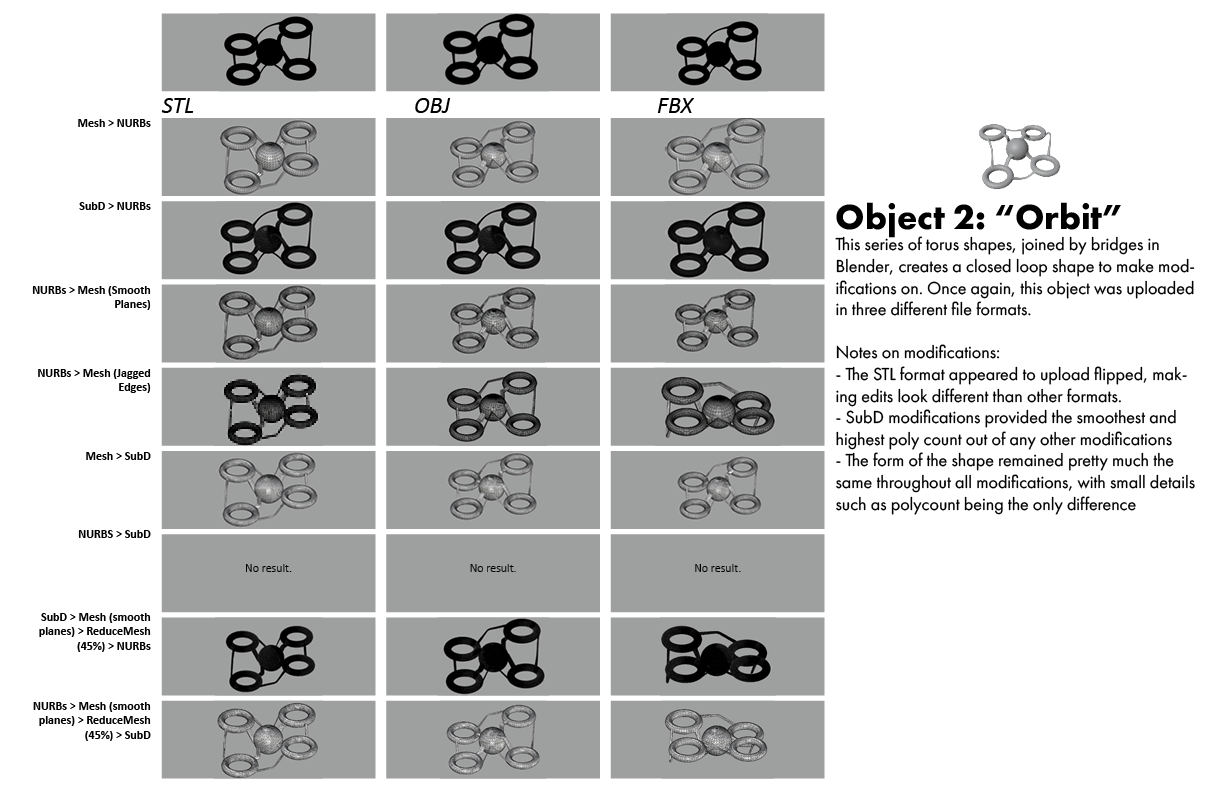 STL
OBJ
FBX
Mesh > NURBs
SubD > NURBs
NURBs > Mesh (Smooth
Planes)
NURBs > Mesh (Jagged
Edges)
Mesh > SubD
NURBS > SubD
No result.
No result.
No result.
SubD > Mesh (smooth
planes) > ReduceMesh
(45%) > NURBs
NURBs > Mesh (smooth
planes) > ReduceMesh
(45%) > SubD
Object 2: “Orbit”
This series of torus shapes, joined by bridges in
Blender, creates a closed loop shape to make mod-
ifications on. Once again, this object was uploaded
in three different file formats.
Notes on modifications:
- The STL format appeared to upload flipped, mak-
ing edits look different than other formats.
- SubD modifications provided the smoothest and
highest poly count out of any other modifications
- The form of the shape remained pretty much the
same throughout all modifications, with small details
such as polycount being the only difference